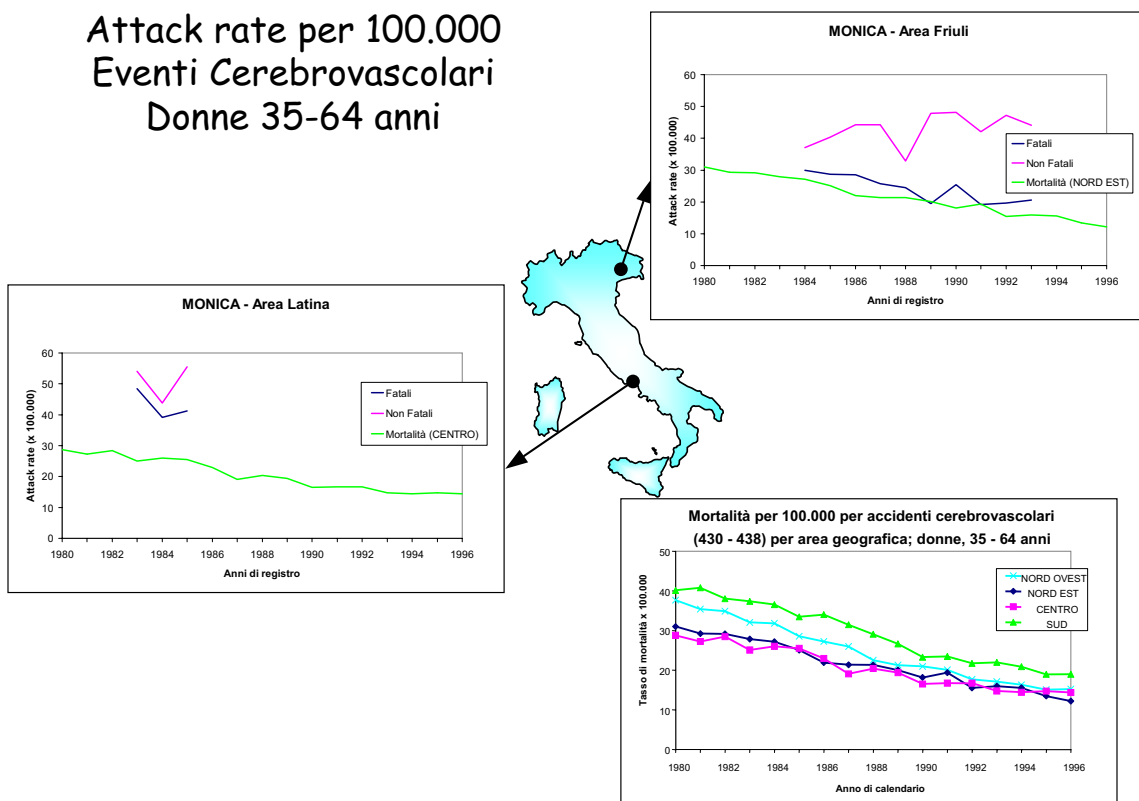 Attack rate per 100.000
Eventi Cerebrovascolari
Donne 35-64 anni
MONICA - Area Friuli
Attack rate (x 100.000)
60
50
40
30
20
10
0
1980 1982 1984 1986 1988 1990 1992 1994 1996
Anni di registro
Fatali
Non Fatali
Mortalità (NORD EST)
MONICA - Area Latina
Attack rate (x 100.000)
60
50
40
30
20
10
0
1980 1982 1984 1986 1988 1990 1992 1994 1996
Anni di registro
Fatali
Non Fatali
Mortalità (CENTRO)
Mortalità per 100.000 per accidenti cerebrovascolari
(430 - 438) per area geografica; donne, 35 - 64 anni
Tasso di mortalità x 100.000
50
40
30
20
10
0
1980 1982 1984 1986 1988 1990 1992 1994 1996
Anno di calendario
NORD OVEST
NORD EST
CENTRO
SUD